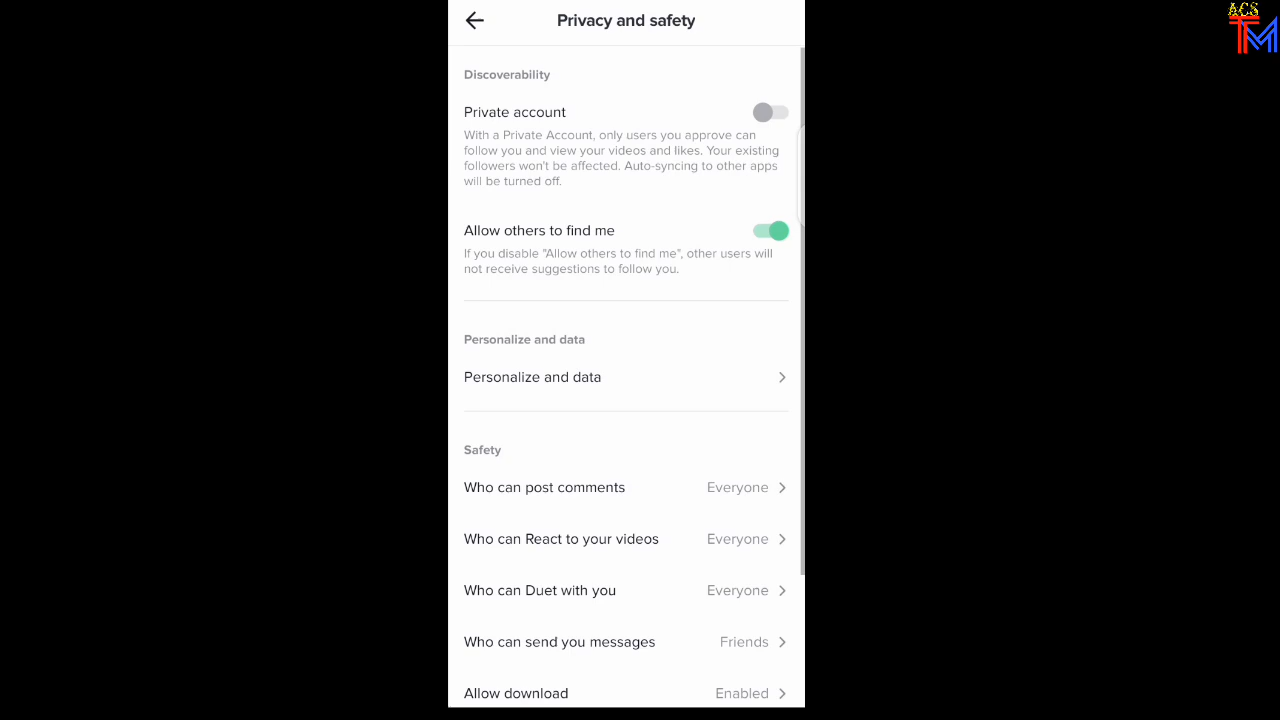 ACS
TM
Privacy and safety
Discoverability
Private account
With a Private Account, only users you approve can
follow you and view your videos and likes. Your existing
followers won't be affected. Auto-syncing to other apps
will be turned off.
Allow others to find me
If you disable "Allow others to find me", other users will
not receive suggestions to follow you.
Personalize and data
Personalize and data
Safety
Who can post comments Everyone
Who can React to your videos Everyone
Who can Duet with you Everyone
Who can send you messages Friends
Allow download Enabled